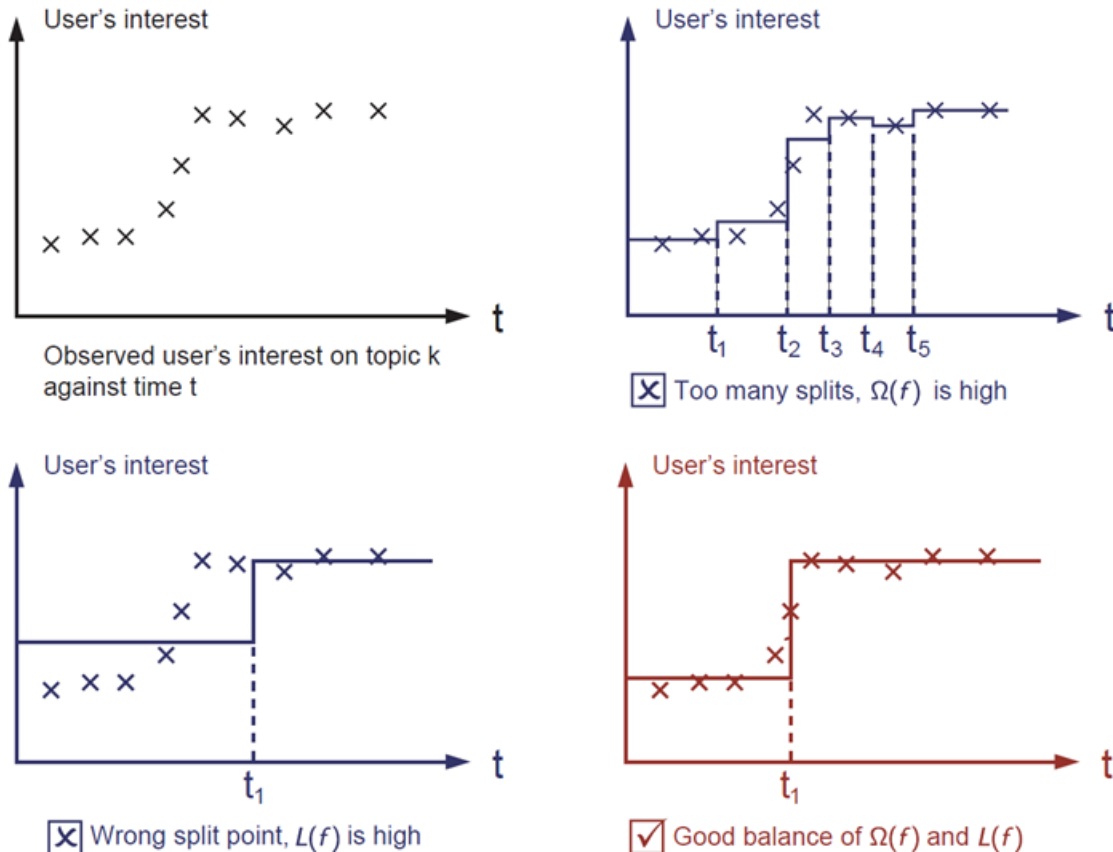 User's interest
t
Observed user's interest on topic k
against time t
User's interest
t
t₁ t₂ t₃ t₄ t₅
Too many splits, Ω(f) is high
User's interest
t
t₁
Wrong split point, L(f) is high
User's interest
t
t₁
Good balance of Ω(f) and L(f)